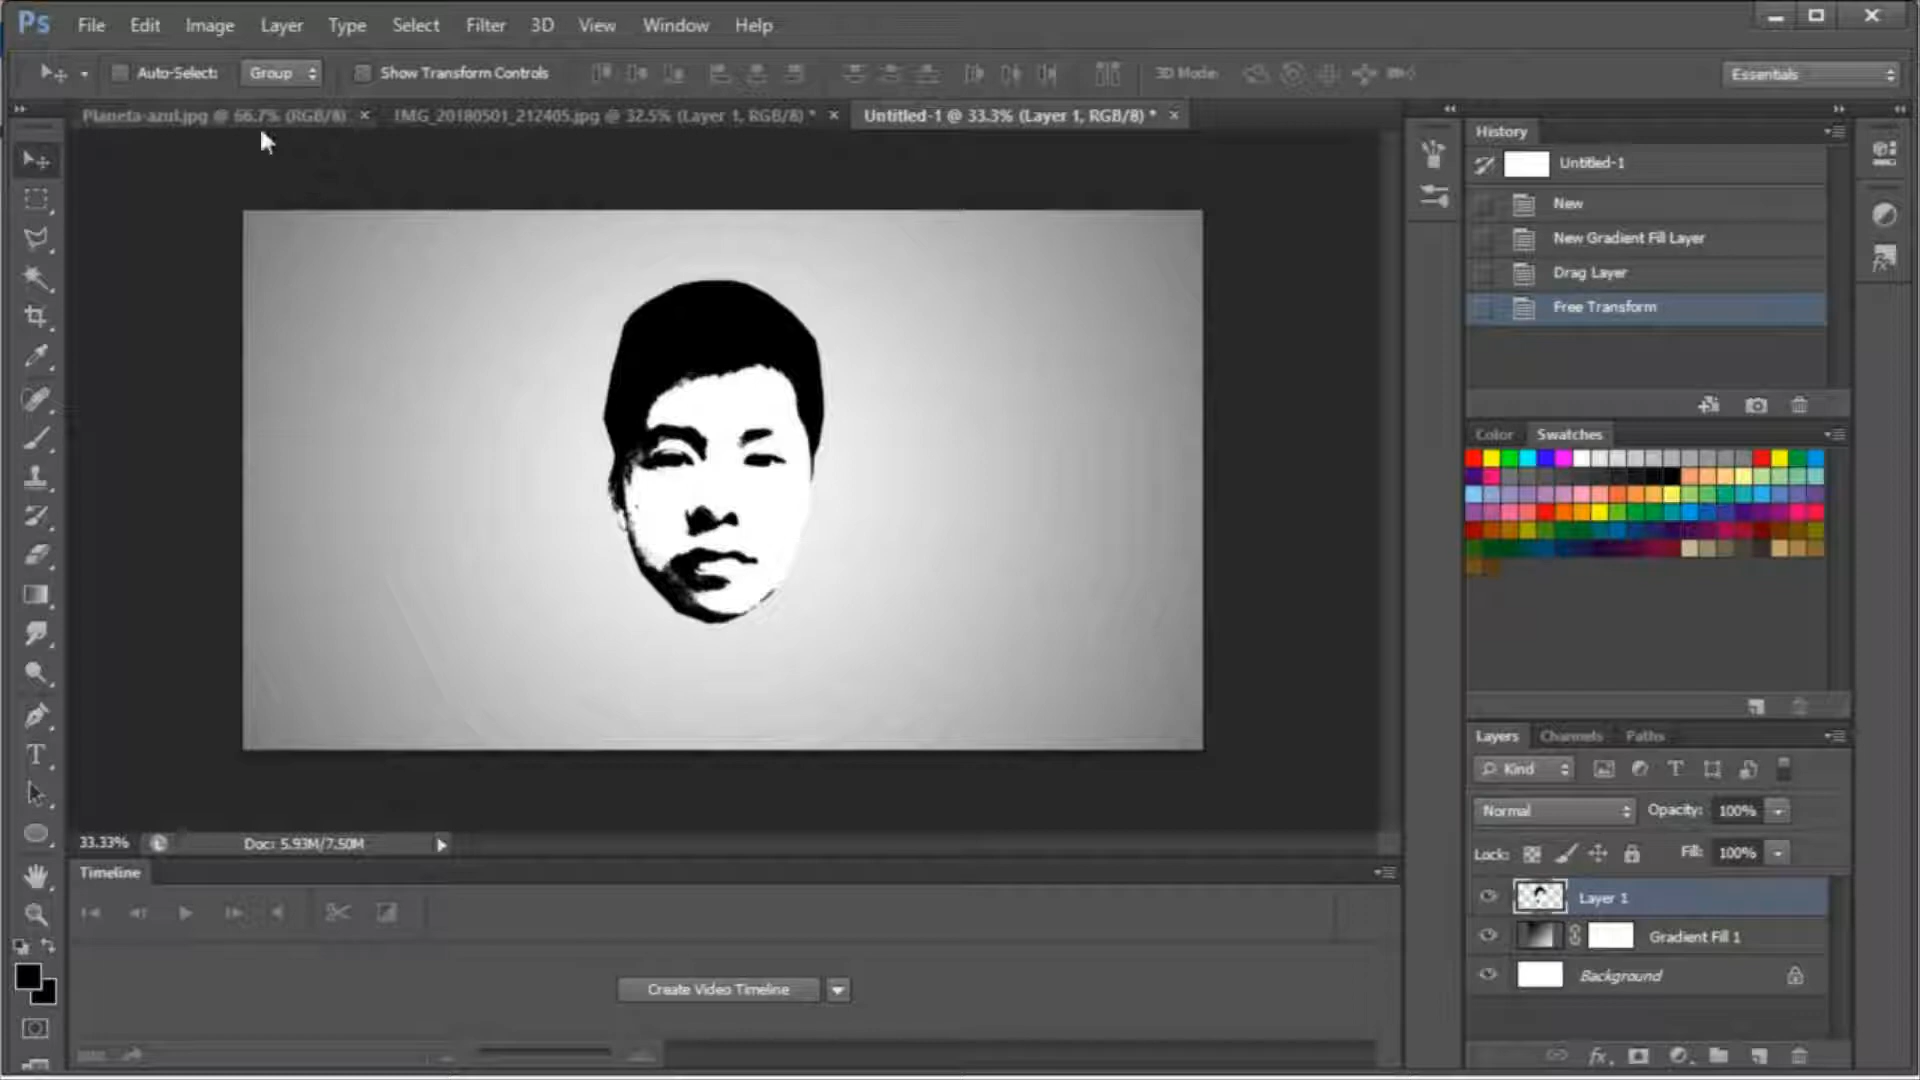 Ps File Edit Image Layer Type Select Filter 3D View Window Help
Auto-Select: Group Show Transform Controls 3D Mode: Essentials
Planeta-azul.jpg @ 66.7% (RGB/8) × IMG_20180501_212405.jpg @ 32.5% (Layer 1, RGB/8) * × Untitled-1 @ 33.3% (Layer 1, RGB/8) * ×
History
Untitled-1
New
New Gradient Fill Layer
Drag Layer
Free Transform
Color Swatches
Layers Channels Paths
Kind
Normal Opacity: 100%
Lock: Fill: 100%
Layer 1
Gradient Fill 1
Background
33.33% Doc: 5.93M/7.50M
Timeline
Create Video Timeline